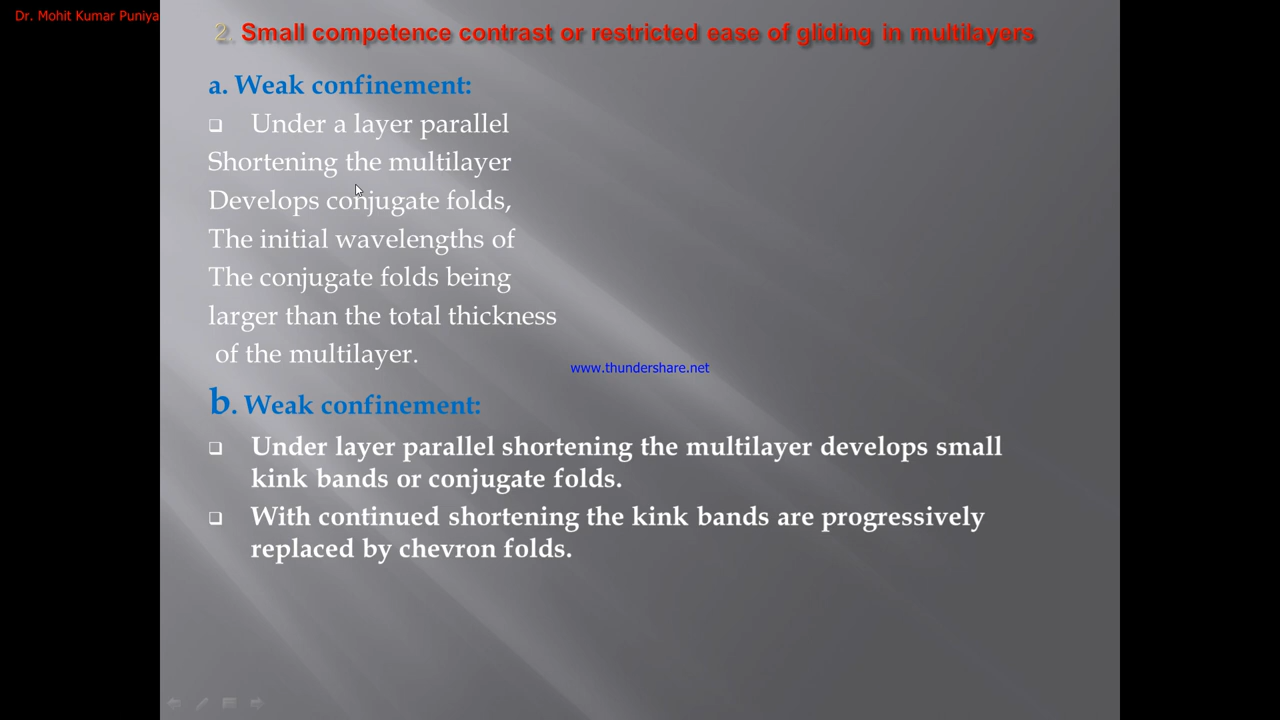 Dr. Mohit Kumar Puniya
2. Small competence contrast or restricted ease of gliding in multilayers
a. Weak confinement:
❑ Under a layer parallel
Shortening the multilayer
Develops conjugate folds,
The initial wavelengths of
The conjugate folds being
larger than the total thickness
of the multilayer.
www.thundershare.net
b. Weak confinement:
❑ Under layer parallel shortening the multilayer develops small
kink bands or conjugate folds.
❑ With continued shortening the kink bands are progressively
replaced by chevron folds.